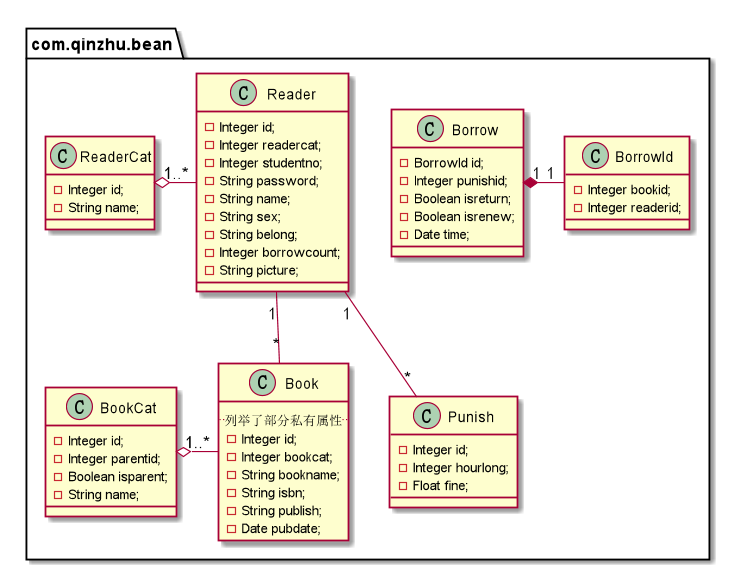 com.qinzhu.bean
C Reader
Integer id;
Integer readercat;
Integer studentno;
String password;
String name;
String sex;
String belong;
Integer borrowcount;
String picture;
C ReaderCat
Integer id;
String name;
1..*
C Borrow
BorrowId id;
Integer punishid;
Boolean isreturn;
Boolean isrenew;
Date time;
1 1
C BorrowId
Integer bookid;
Integer readerid;
1
*
1
*
C BookCat
Integer id;
Integer parentid;
Boolean isparent;
String name;
1..*
C Book
列举了部分私有属性
Integer id;
Integer bookcat;
String bookname;
String isbn;
String publish;
Date pubdate;
C Punish
Integer id;
Integer hourlong;
Float fine;